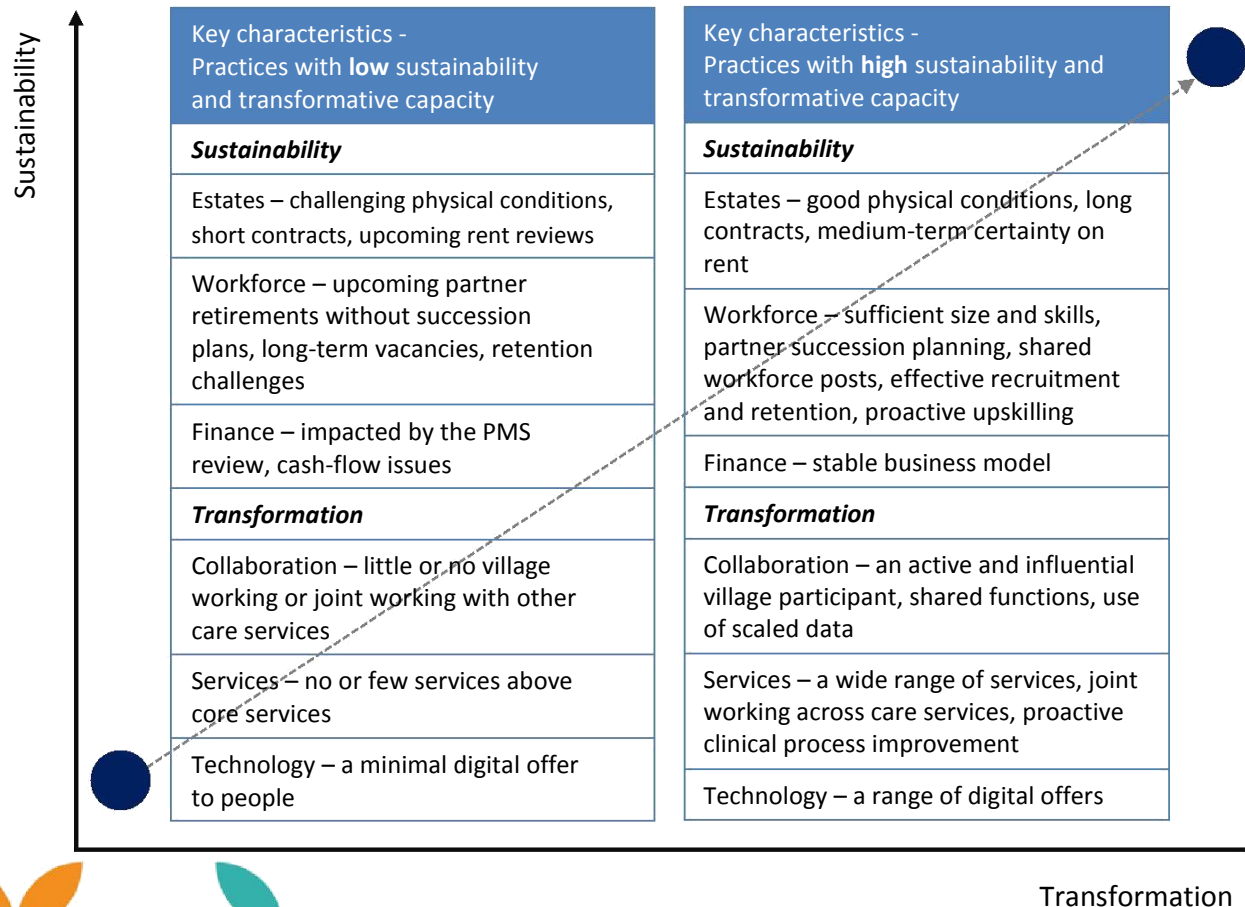 Sustainability
Key characteristics -
Practices with low sustainability
and transformative capacity
Sustainability
Estates – challenging physical conditions,
short contracts, upcoming rent reviews
Workforce – upcoming partner
retirements without succession
plans, long-term vacancies, retention
challenges
Finance – impacted by the PMS
review, cash-flow issues
Transformation
Collaboration – little or no village
working or joint working with other
care services
Services – no or few services above
core services
Technology – a minimal digital offer
to people
Key characteristics -
Practices with high sustainability and
transformative capacity
Sustainability
Estates – good physical conditions, long
contracts, medium-term certainty on
rent
Workforce – sufficient size and skills,
partner succession planning, shared
workforce posts, effective recruitment
and retention, proactive upskilling
Finance – stable business model
Transformation
Collaboration – an active and influential
village participant, shared functions, use
of scaled data
Services – a wide range of services, joint
working across care services, proactive
clinical process improvement
Technology – a range of digital offers
Transformation